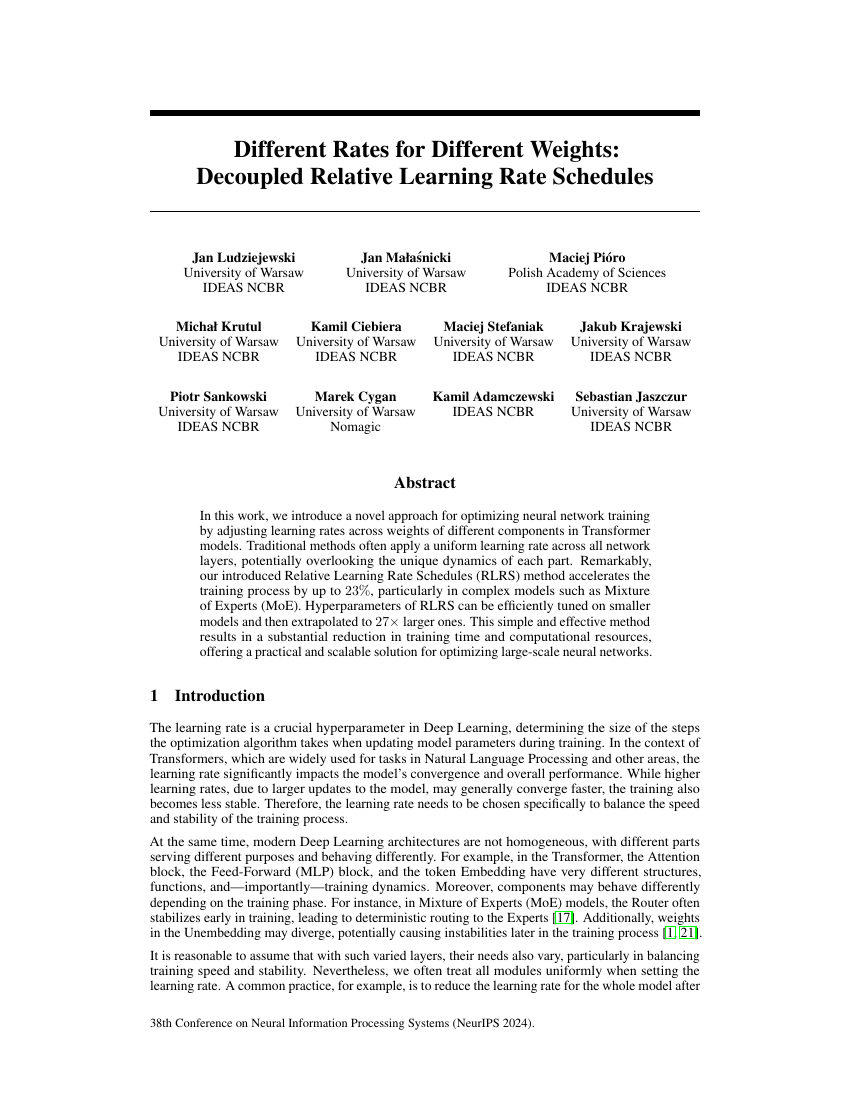 Different Rates for Different Weights:
Decoupled Relative Learning Rate Schedules
Jan Ludziejewski
University of Warsaw
IDEAS NCBR
Jan Małaśnicki
University of Warsaw
IDEAS NCBR
Maciej Pióro
Polish Academy of Sciences
IDEAS NCBR
Michał Krutul
University of Warsaw
IDEAS NCBR
Kamil Ciebiera
University of Warsaw
IDEAS NCBR
Maciej Stefaniak
University of Warsaw
IDEAS NCBR
Jakub Krajewski
University of Warsaw
IDEAS NCBR
Piotr Sankowski
University of Warsaw
IDEAS NCBR
Marek Cygan
University of Warsaw
Nomagic
Kamil Adamczewski
IDEAS NCBR
Sebastian Jaszczur
University of Warsaw
IDEAS NCBR
Abstract
In this work, we introduce a novel approach for optimizing neural network training
by adjusting learning rates across weights of different components in Transformer
models. Traditional methods often apply a uniform learning rate across all network
layers, potentially overlooking the unique dynamics of each part. Remarkably,
our introduced Relative Learning Rate Schedules (RLRS) method accelerates the
training process by up to 23%, particularly in complex models such as Mixture
of Experts (MoE). Hyperparameters of RLRS can be efficiently tuned on smaller
models and then extrapolated to 27× larger ones. This simple and effective method
results in a substantial reduction in training time and computational resources,
offering a practical and scalable solution for optimizing large-scale neural networks.
1 Introduction
The learning rate is a crucial hyperparameter in Deep Learning, determining the size of the steps
the optimization algorithm takes when updating model parameters during training. In the context of
Transformers, which are widely used for tasks in Natural Language Processing and other areas, the
learning rate significantly impacts the model's convergence and overall performance. While higher
learning rates, due to larger updates to the model, may generally converge faster, the training also
becomes less stable. Therefore, the learning rate needs to be chosen specifically to balance the speed
and stability of the training process.
At the same time, modern Deep Learning architectures are not homogeneous, with different parts
serving different purposes and behaving differently. For example, in the Transformer, the Attention
block, the Feed-Forward (MLP) block, and the token Embedding have very different structures,
functions, and—importantly—training dynamics. Moreover, components may behave differently
depending on the training phase. For instance, in Mixture of Experts (MoE) models, the Router often
stabilizes early in training, leading to deterministic routing to the Experts [17]. Additionally, weights
in the Unembedding may diverge, potentially causing instabilities later in the training process [1, 21].
It is reasonable to assume that with such varied layers, their needs also vary, particularly in balancing
training speed and stability. Nevertheless, we often treat all modules uniformly when setting the
learning rate. A common practice, for example, is to reduce the learning rate for the whole model after
38th Conference on Neural Information Processing Systems (NeurIPS 2024).